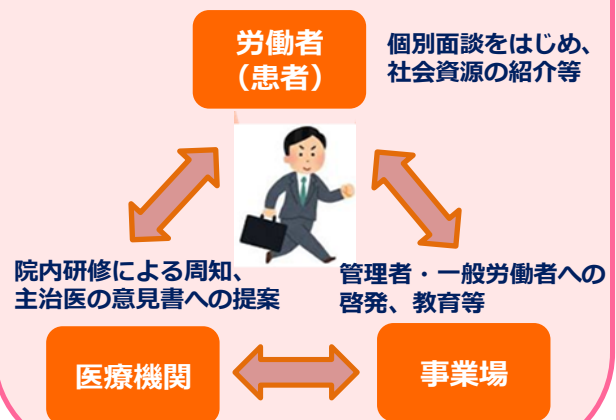 労働者
（患者）
個別面談をはじめ、
社会資源の紹介等
院内研修による周知、
主治医の意見書への提案
管理者・一般労働者への
啓発、教育等
医療機関
事業場